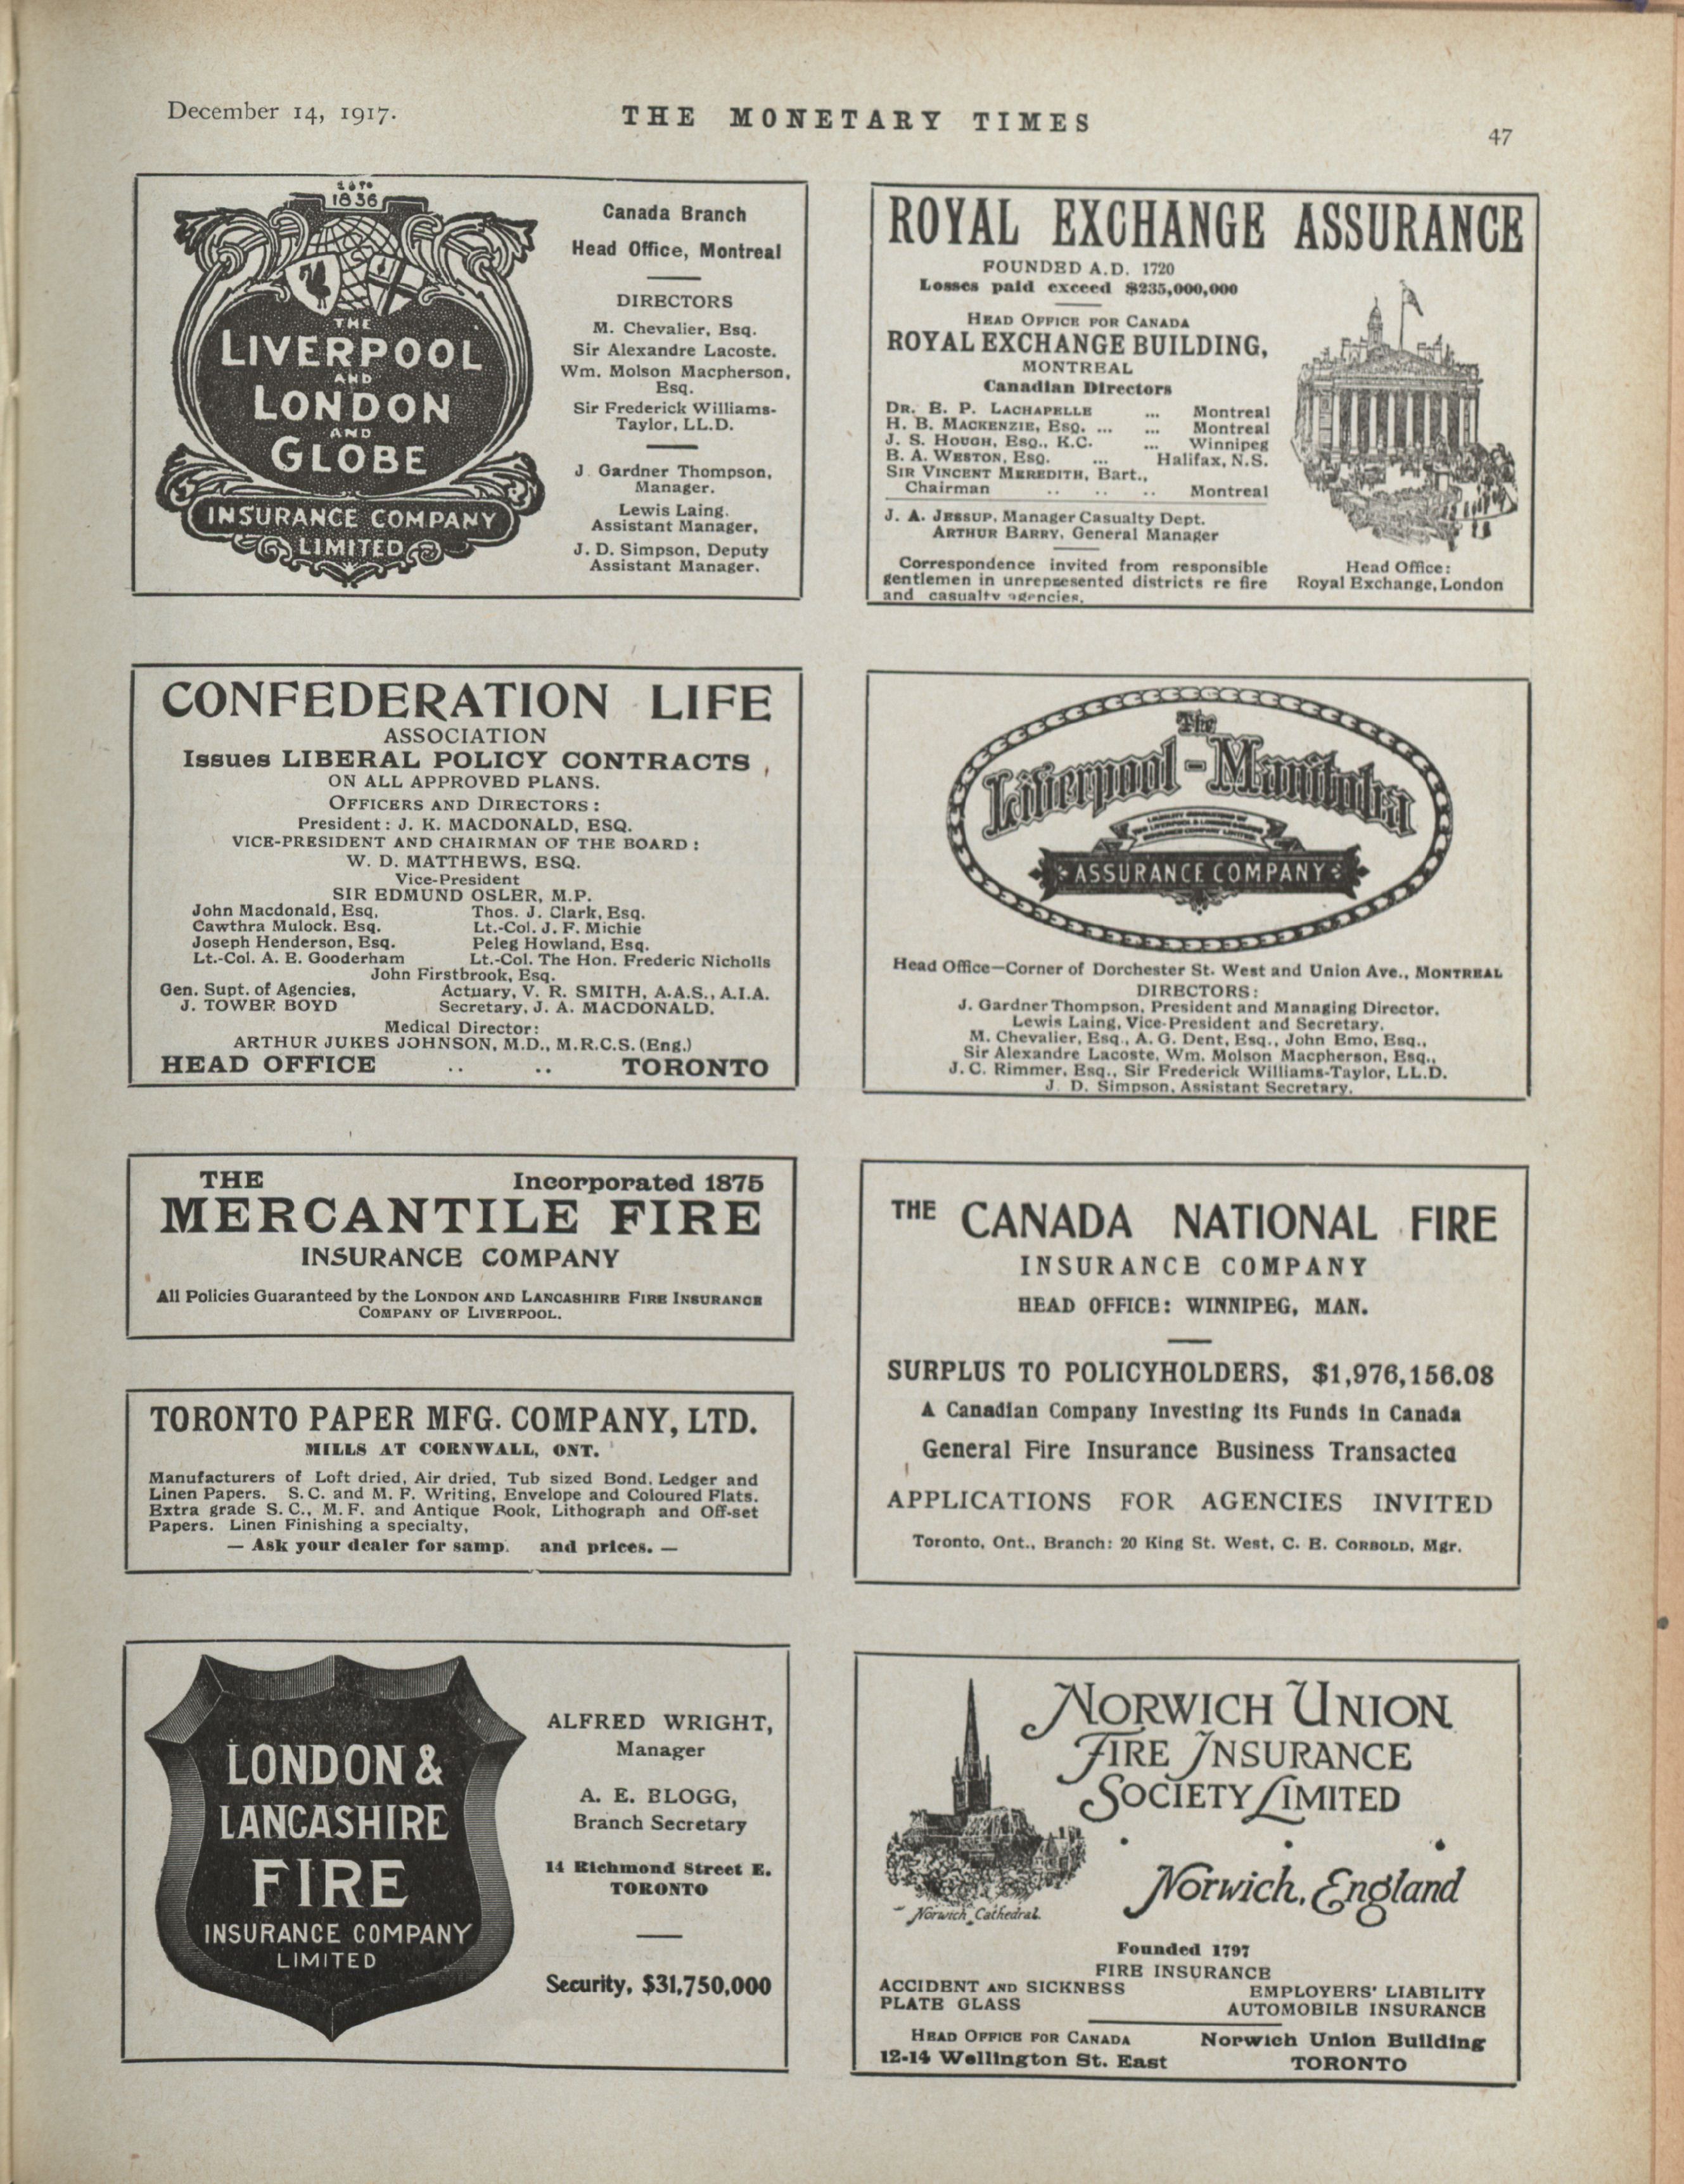 December 14, 1917.
THE MONETARY TIMES
47
1836
THE
LIVERPOOL
AND
LONDON
AND
GLOBE
INSURANCE COMPANY
LIMITED
Canada Branch
Head Office, Montreal
DIRECTORS
M. Chevalier, Esq.
Sir Alexandre Lacoste.
Wm. Molson Macpherson,
Esq.
Sir Frederick Williams-
Taylor, LL.D.
J. Gardner Thompson,
Manager.
Lewis Laing.
Assistant Manager,
J. D. Simpson, Deputy
Assistant Manager.
ROYAL EXCHANGE ASSURANCE
FOUNDED A.D. 1720
Losses paid exceed $235,000,000
HEAD OFFICE FOR CANADA
ROYAL EXCHANGE BUILDING,
MONTREAL
Canadian Directors
DR. E. P. LACHAPELLE ... Montreal
H. B. MACKENZIE, ESQ. ... ... Montreal
J. S. HOUGH, ESQ., K.C. ... Winnipeg
B. A. WESTON, ESQ. ... Halifax, N.S.
SIR VINCENT MEREDITH, Bart.,
Chairman .. .. .. Montreal
J. A. JESSUP, Manager Casualty Dept.
ARTHUR BARRY, General Manager
Correspondence invited from responsible
gentlemen in unrepresented districts re fire
and casualty agencies.
Head Office:
Royal Exchange, London
CONFEDERATION LIFE
ASSOCIATION
Issues LIBERAL POLICY CONTRACTS
ON ALL APPROVED PLANS.
OFFICERS AND DIRECTORS:
President: J. K. MACDONALD, ESQ.
VICE-PRESIDENT AND CHAIRMAN OF THE BOARD:
W. D. MATTHEWS, ESQ.
Vice-President
SIR EDMUND OSLER, M.P.
John Macdonald, Esq. Thos. J. Clark, Esq.
Cawthra Mulock, Esq. Lt.-Col. J. F. Michie
Joseph Henderson, Esq. Peleg Howland, Esq.
Lt.-Col. A. E. Gooderham Lt.-Col. The Hon. Frederic Nicholls
John Firstbrook, Esq.
Gen. Supt. of Agencies, Actuary, V. R. SMITH, A.A.S., A.I.A.
J. TOWER BOYD Secretary, J. A. MACDONALD.
Medical Director:
ARTHUR JUKES JOHNSON, M.D., M.R.C.S. (Eng.)
HEAD OFFICE .. .. TORONTO
The
Liverpool-Manitoba
ASSURANCE COMPANY
Head Office—Corner of Dorchester St. West and Union Ave., MONTREAL
DIRECTORS:
J. Gardner Thompson, President and Managing Director.
Lewis Laing, Vice-President and Secretary.
M. Chevalier, Esq., A. G. Dent, Esq., John Emo, Esq.,
Sir Alexandre Lacoste, Wm. Molson Macpherson, Esq.,
J. C. Rimmer, Esq., Sir Frederick Williams-Taylor, LL.D.
J. D. Simpson, Assistant Secretary.
THE Incorporated 1875
MERCANTILE FIRE
INSURANCE COMPANY
All Policies Guaranteed by the LONDON AND LANCASHIRE FIRE INSURANCE
COMPANY OF LIVERPOOL.
THE CANADA NATIONAL FIRE
INSURANCE COMPANY
HEAD OFFICE: WINNIPEG, MAN.
SURPLUS TO POLICYHOLDERS, $1,976,156.08
A Canadian Company Investing its Funds in Canada
General Fire Insurance Business Transacted
APPLICATIONS FOR AGENCIES INVITED
Toronto, Ont., Branch: 20 King St. West, C. E. CORBOLD, Mgr.
TORONTO PAPER MFG. COMPANY, LTD.
MILLS AT CORNWALL, ONT.
Manufacturers of Loft dried, Air dried, Tub sized Bond, Ledger and
Linen Papers. S. C. and M. F. Writing, Envelope and Coloured Flats.
Extra grade S. C., M. F. and Antique Book, Lithograph and Off-set
Papers. Linen Finishing a specialty,
— Ask your dealer for samp. and prices. —
LONDON &
LANCASHIRE
FIRE
INSURANCE COMPANY
LIMITED
ALFRED WRIGHT,
Manager
A. E. BLOGG,
Branch Secretary
14 Richmond Street E.
TORONTO
Security, $31,750,000
NORWICH UNION
FIRE INSURANCE
SOCIETY LIMITED
Norwich, England
Norwich Cathedral.
Founded 1797
FIRE INSURANCE
ACCIDENT AND SICKNESS EMPLOYERS' LIABILITY
PLATE GLASS AUTOMOBILE INSURANCE
HEAD OFFICE FOR CANADA Norwich Union Building
12-14 Wellington St. East TORONTO